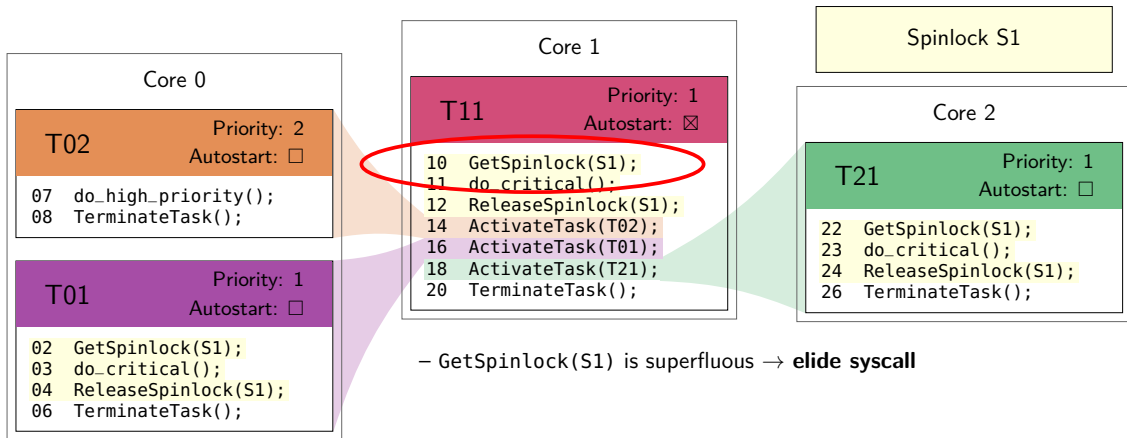 Core 0
T02
Priority: 2
Autostart: ☐
07 do_high_priority();
08 TerminateTask();
T01
Priority: 1
Autostart: ☐
02 GetSpinlock(S1);
03 do_critical();
04 ReleaseSpinlock(S1);
06 TerminateTask();
Core 1
T11
Priority: 1
Autostart: ☒
10 GetSpinlock(S1);
11 do_critical();
12 ReleaseSpinlock(S1);
14 ActivateTask(T02);
16 ActivateTask(T01);
18 ActivateTask(T21);
20 TerminateTask();
– GetSpinlock(S1) is superfluous → elide syscall
Spinlock S1
Core 2
T21
Priority: 1
Autostart: ☐
22 GetSpinlock(S1);
23 do_critical();
24 ReleaseSpinlock(S1);
26 TerminateTask();